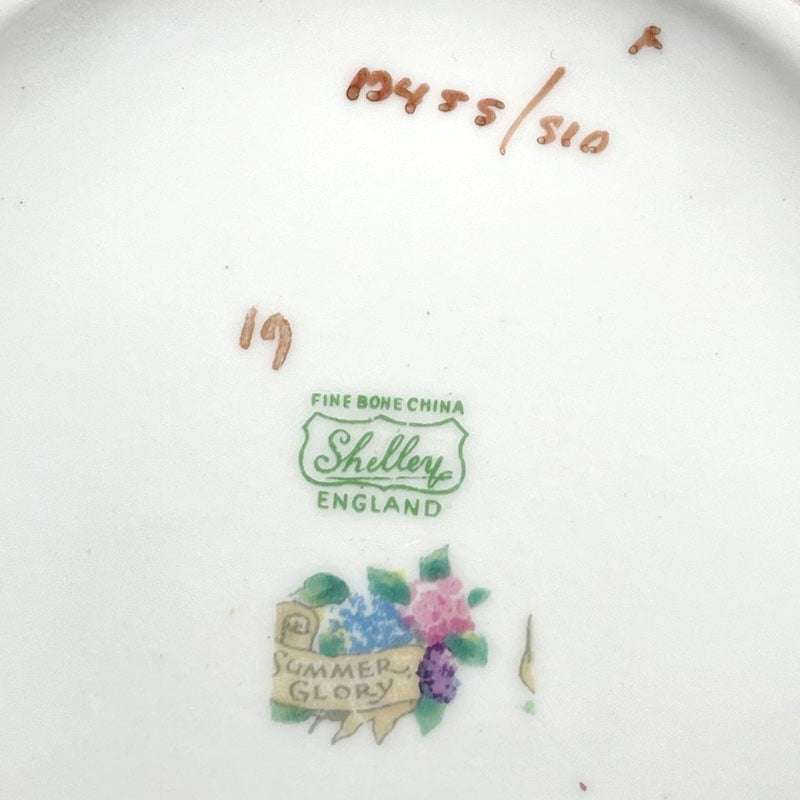 13455/S10
19
FINE BONE CHINA
Shelley
ENGLAND
SUMMER
GLORY